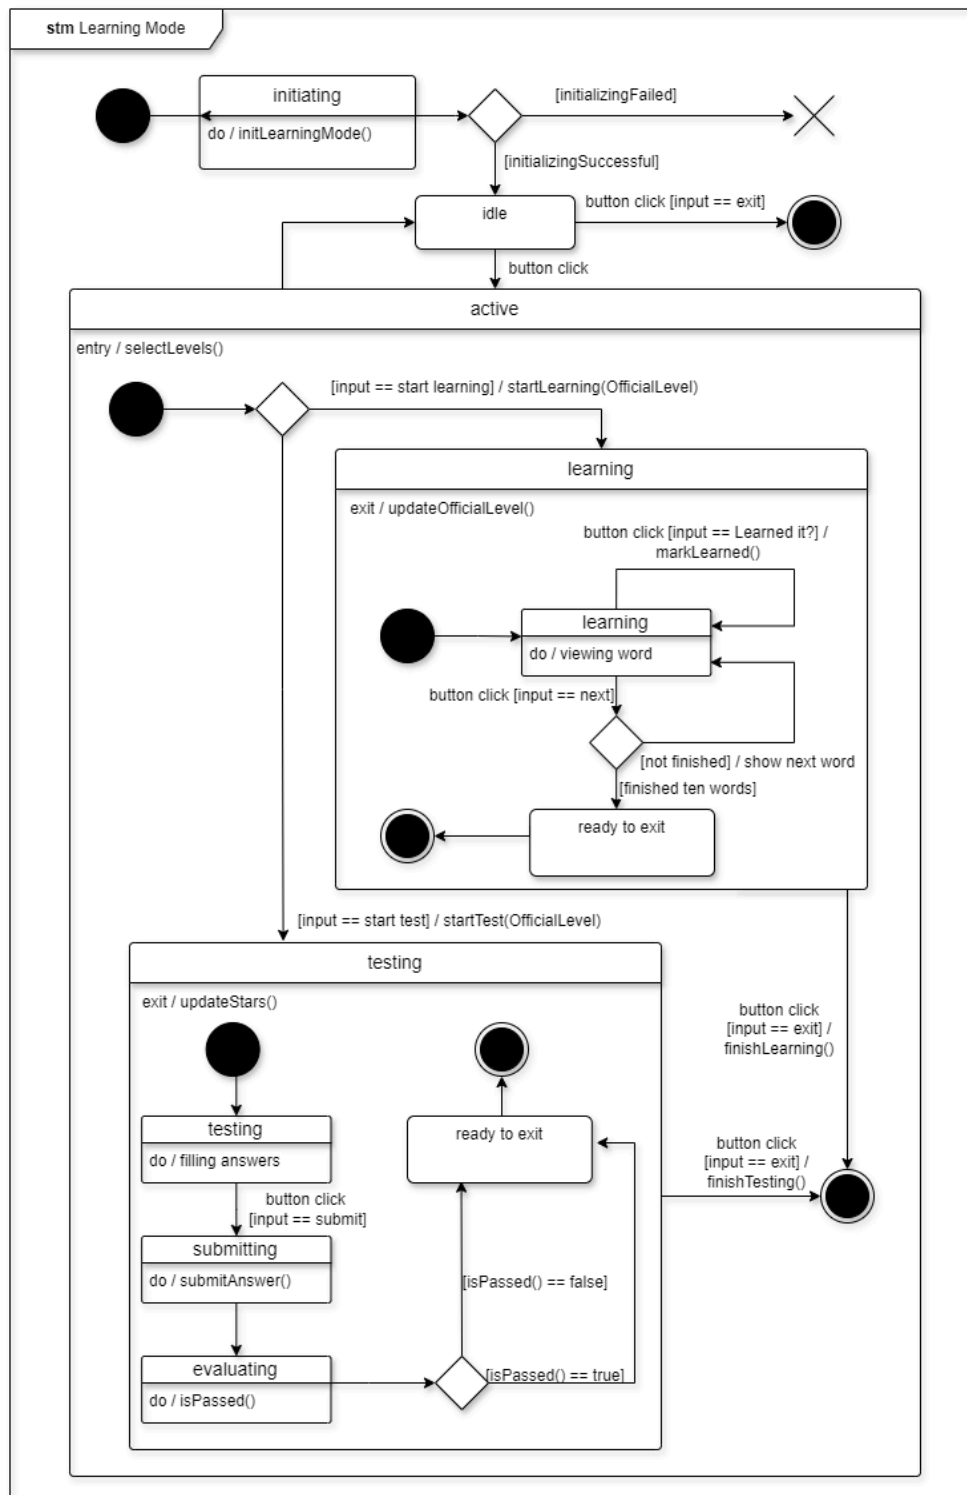 stm Learning Mode
initiating
do / initLearningMode()
[initializingFailed]
[initializingSuccessful]
idle
button click [input == exit]
button click
active
entry / selectLevels()
[input == start learning] / startLearning(OfficialLevel)
learning
exit / updateOfficialLevel()
button click [input == Learned it?] /
markLearned()
learning
do / viewing word
button click [input == next]
[not finished] / show next word
[finished ten words]
ready to exit
[input == start test] / startTest(OfficialLevel)
testing
exit / updateStars()
button click
[input == exit] /
finishLearning()
testing
do / filling answers
ready to exit
button click
[input == exit] /
finishTesting()
button click
[input == submit]
submitting
do / submitAnswer()
[isPassed() == false]
evaluating
do / isPassed()
[isPassed() == true]